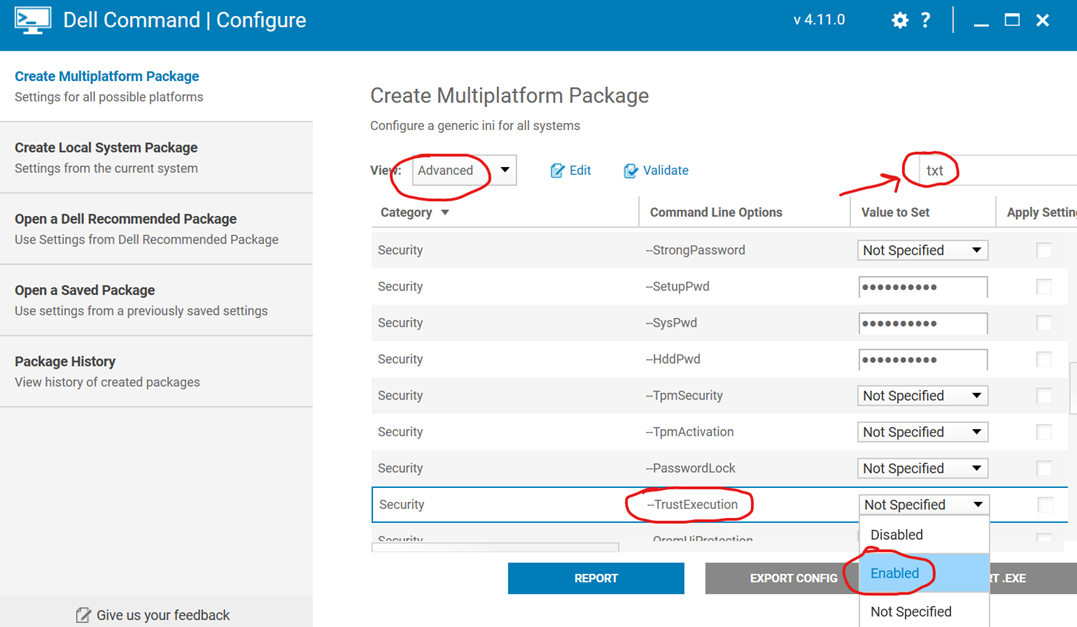 Dell Command | Configure
v 4.11.0
?
Create Multiplatform Package
Settings for all possible platforms
Create Local System Package
Settings from the current system
Open a Dell Recommended Package
Use Settings from Dell Recommended Package
Open a Saved Package
Use settings from a previously saved settings
Package History
View history of created packages
Give us your feedback
Create Multiplatform Package
Configure a generic ini for all systems
View: Advanced Edit Validate txt
Category Command Line Options Value to Set Apply Settin
Security --StrongPassword Not Specified
Security --SetupPwd ••••••••••
Security --SysPwd ••••••••••
Security --HddPwd ••••••••••
Security --TpmSecurity Not Specified
Security --TpmActivation Not Specified
Security --PasswordLock Not Specified
Security --TrustExecution Not Specified
Security --OromUiProtection
Disabled
Enabled
Not Specified
REPORT EXPORT CONFIG RT .EXE